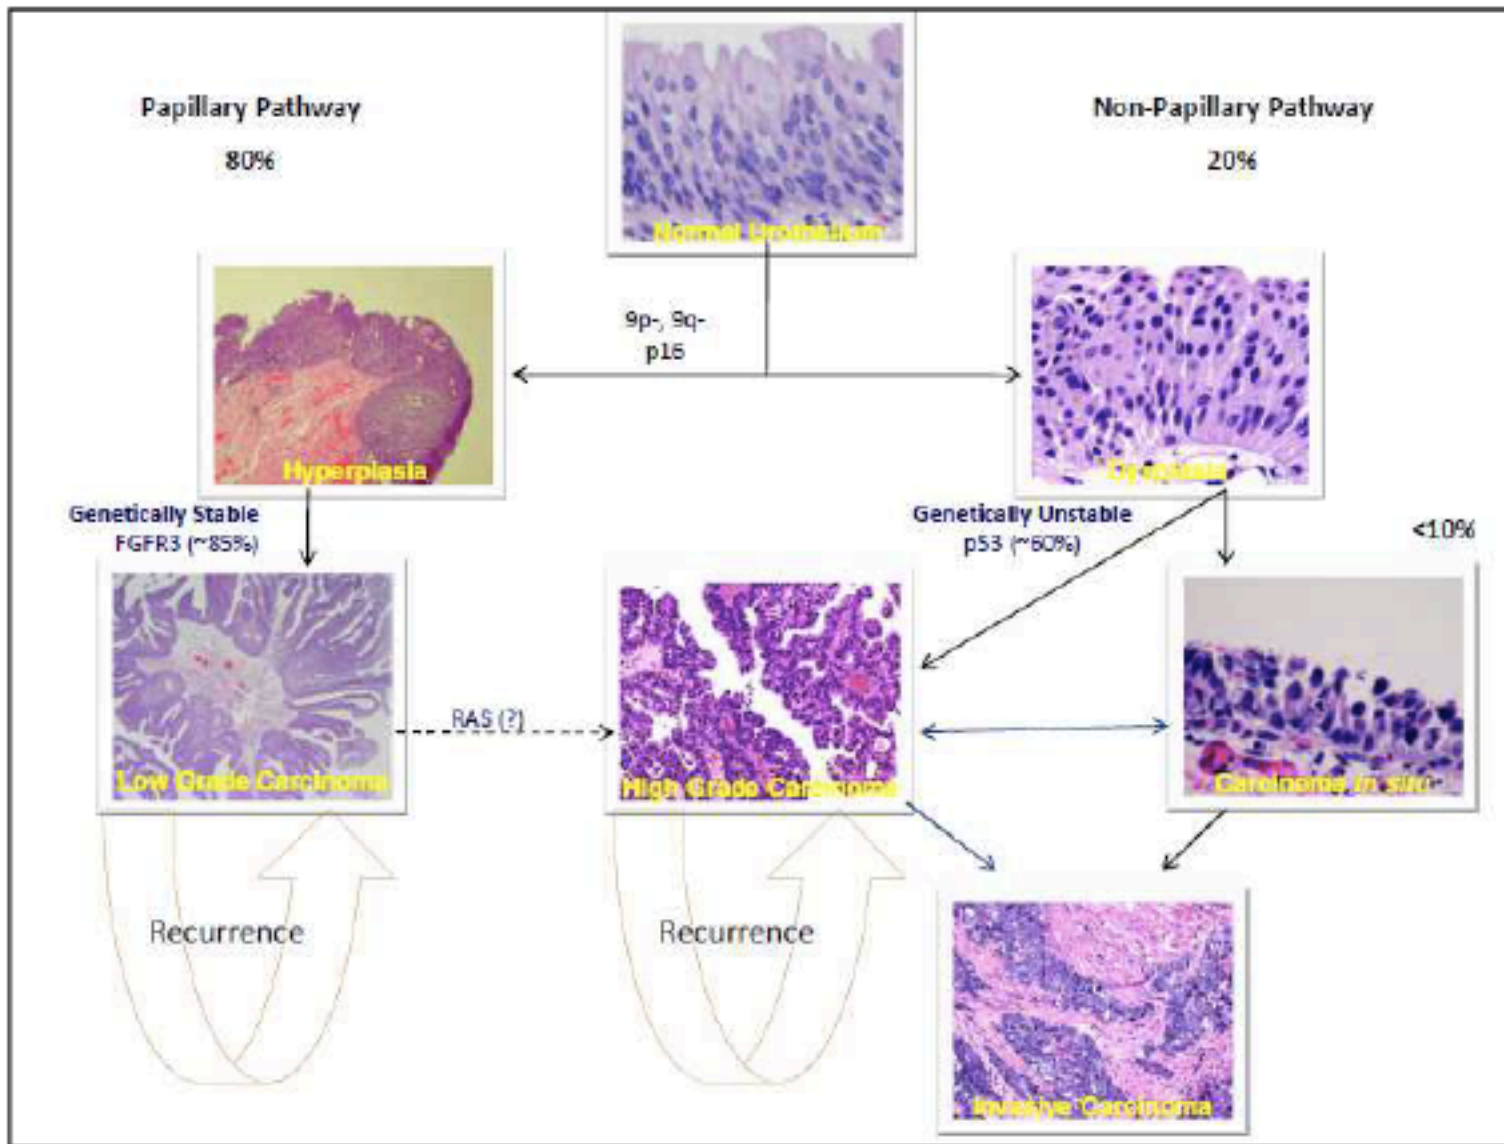 Papillary Pathway
80%
Non-Papillary Pathway
20%
Normal Urothelium
9p-, 9q-
p16
Hyperplasia
Dysplasia
Genetically Stable
FGFR3 (~85%)
Genetically Unstable
p53 (~60%)
<10%
Low Grade Carcinoma
RAS (?)
High Grade Carcinoma
Carcinoma in situ
Recurrence
Recurrence
Invasive Carcinoma